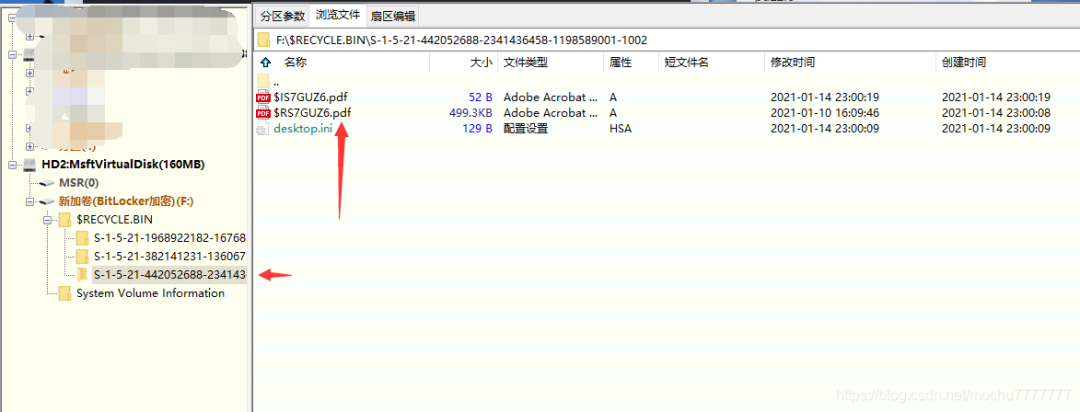 分区参数 浏览文件 扇区编辑
F:\$RECYCLE.BIN\S-1-5-21-442052688-2341436458-1198589001-1002
名称 大小 文件类型 属性 短文件名 修改时间 创建时间
..
$IS7GUZ6.pdf 52 B Adobe Acrobat ... A 2021-01-14 23:00:19 2021-01-14 23:00:19
$RS7GUZ6.pdf 499.3KB Adobe Acrobat ... A 2021-01-10 16:09:46 2021-01-14 23:00:08
desktop.ini 129 B 配置设置 HSA 2021-01-14 23:00:09 2021-01-14 23:00:09
HD2:MsftVirtualDisk(160MB)
MSR(0)
新加卷(BitLocker加密)(F:)
$RECYCLE.BIN
S-1-5-21-1968922182-16768
S-1-5-21-382141231-136067
S-1-5-21-442052688-234143
System Volume Information
https://blog.csdn.net/mochu7777777